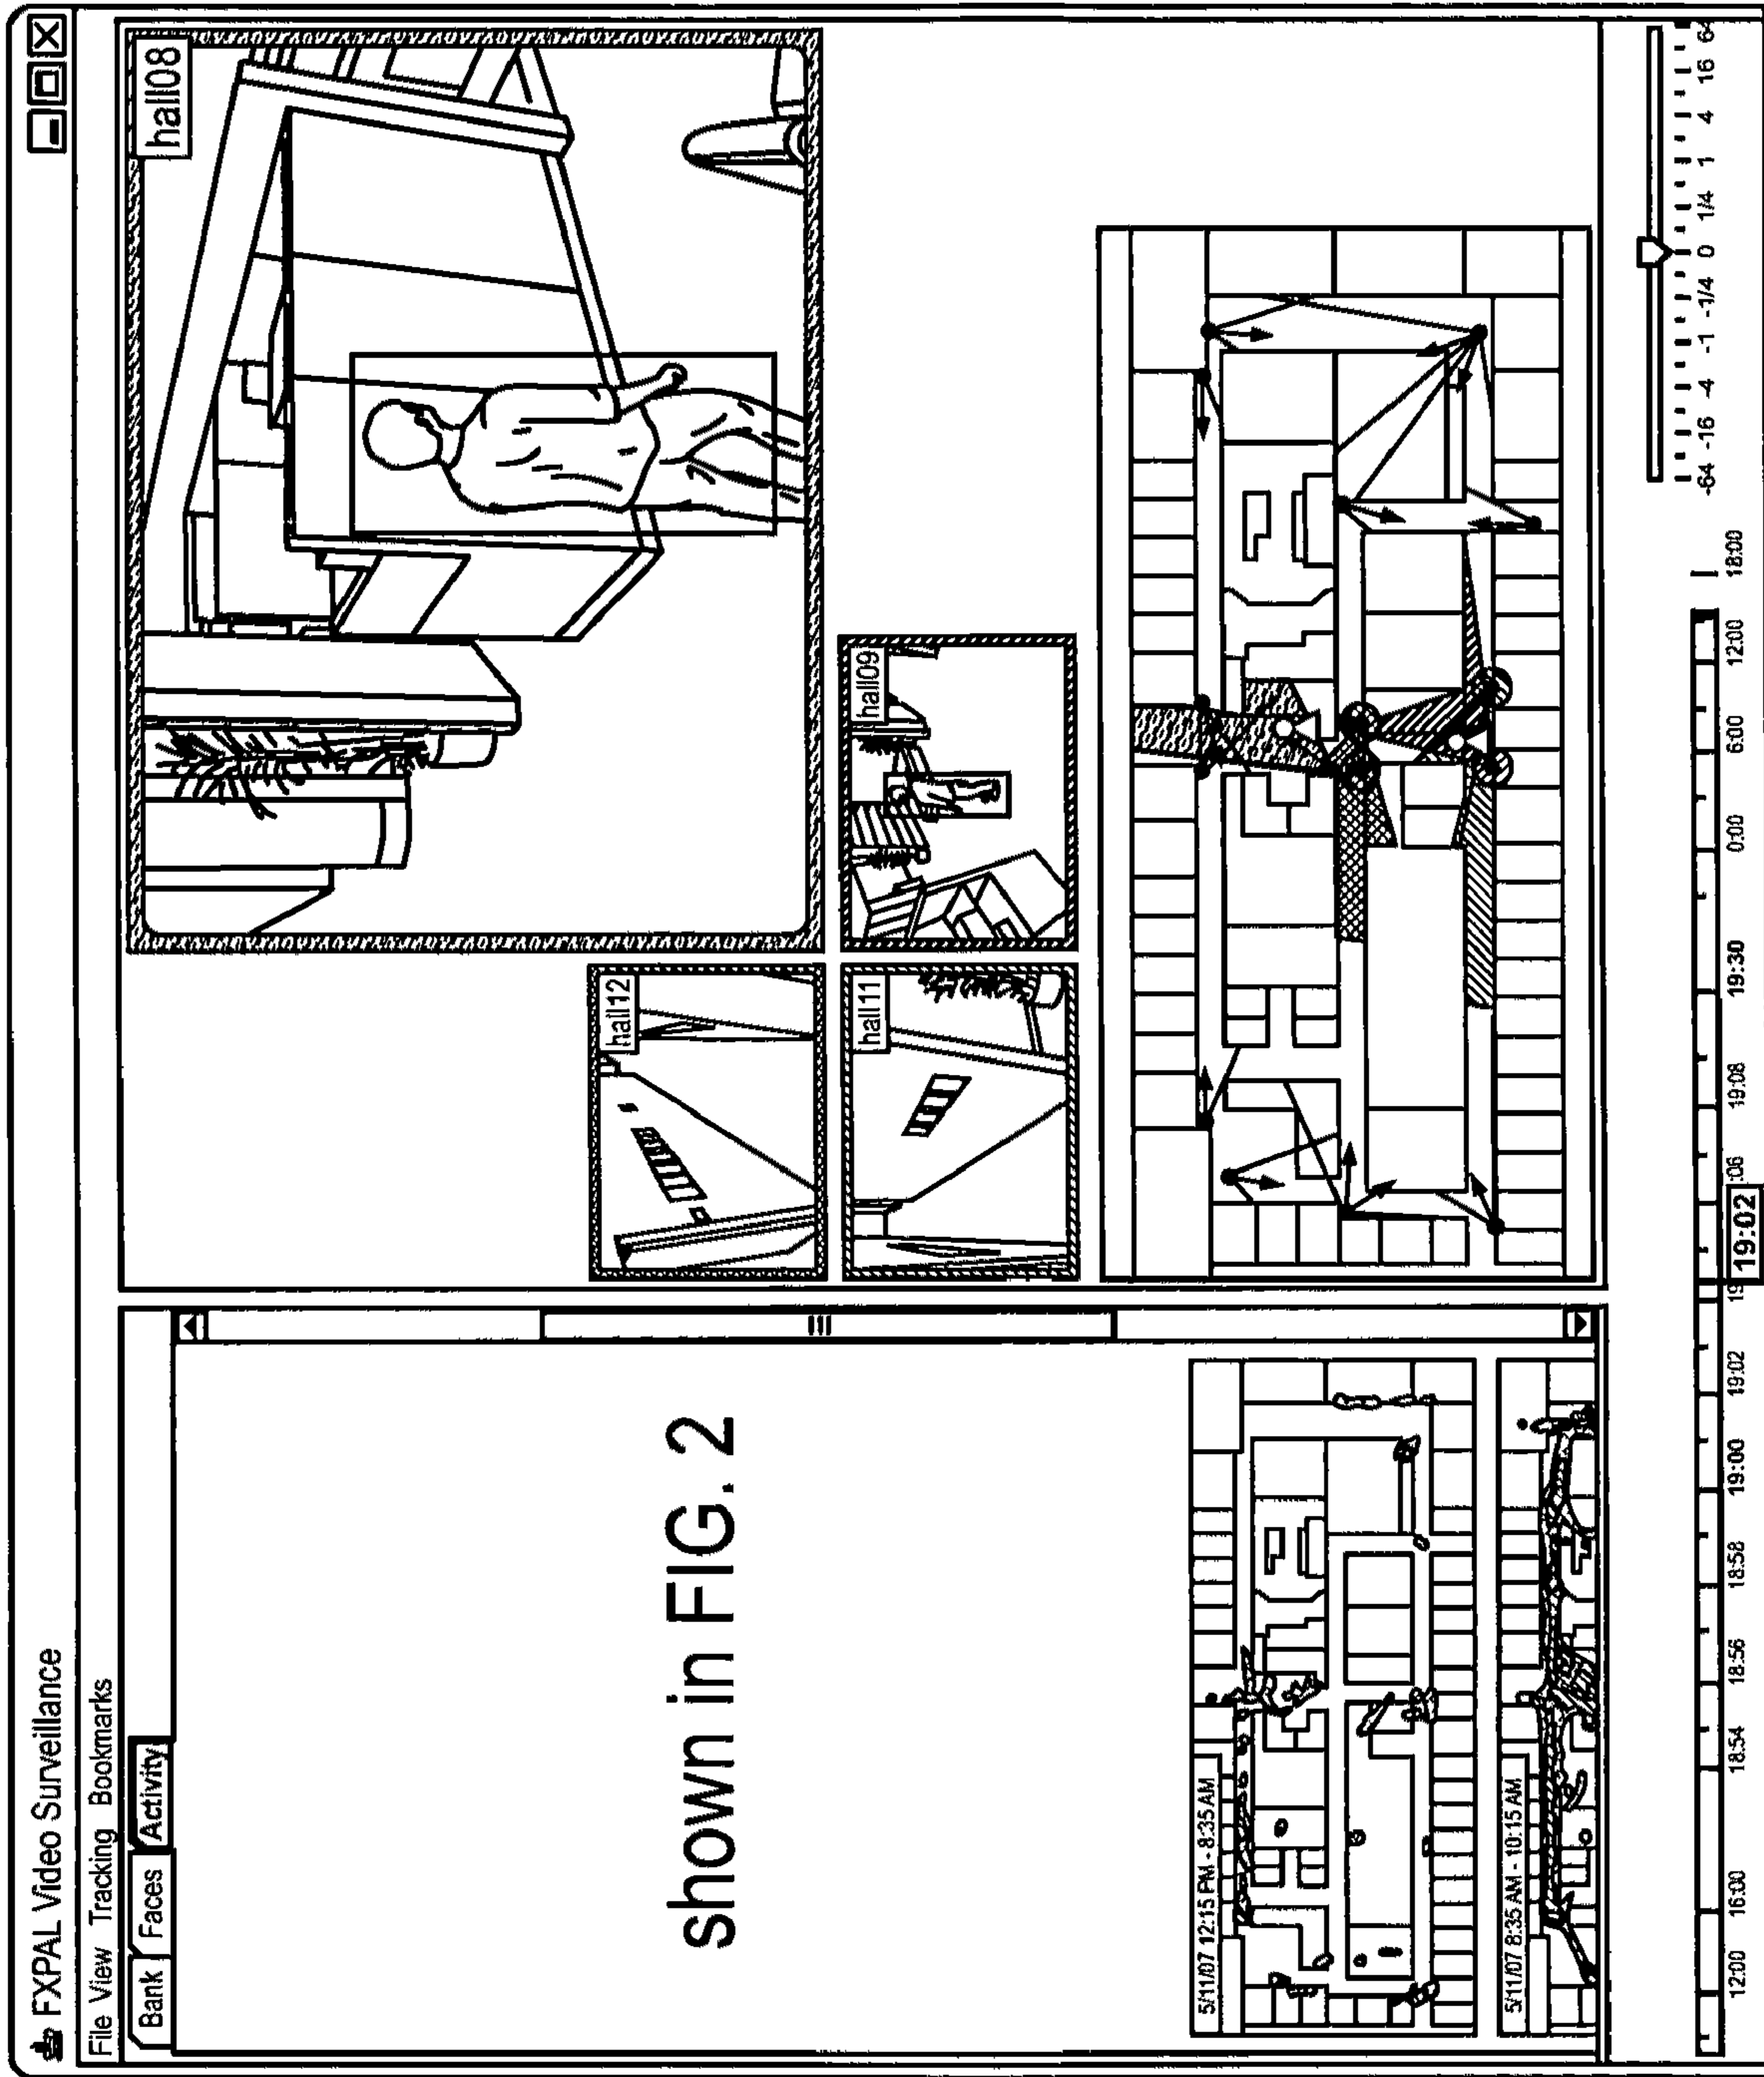 FXPAL Video Surveillance
File View Tracking Bookmarks
Bank Faces Activity
shown in FIG. 2
5/11/07 12:15 PM - 8:35 AM
5/11/07 8:35 AM - 10:15 AM
hall08
hall12
hall09
hall11
12:00 16:00 18:54 18:56 18:58 19:00 19:02 19 19:02 :06 19:08 19:30 0:00 6:00 12:00 18:00
-64 -16 -4 -1 -1/4 0 1/4 1 4 16 64